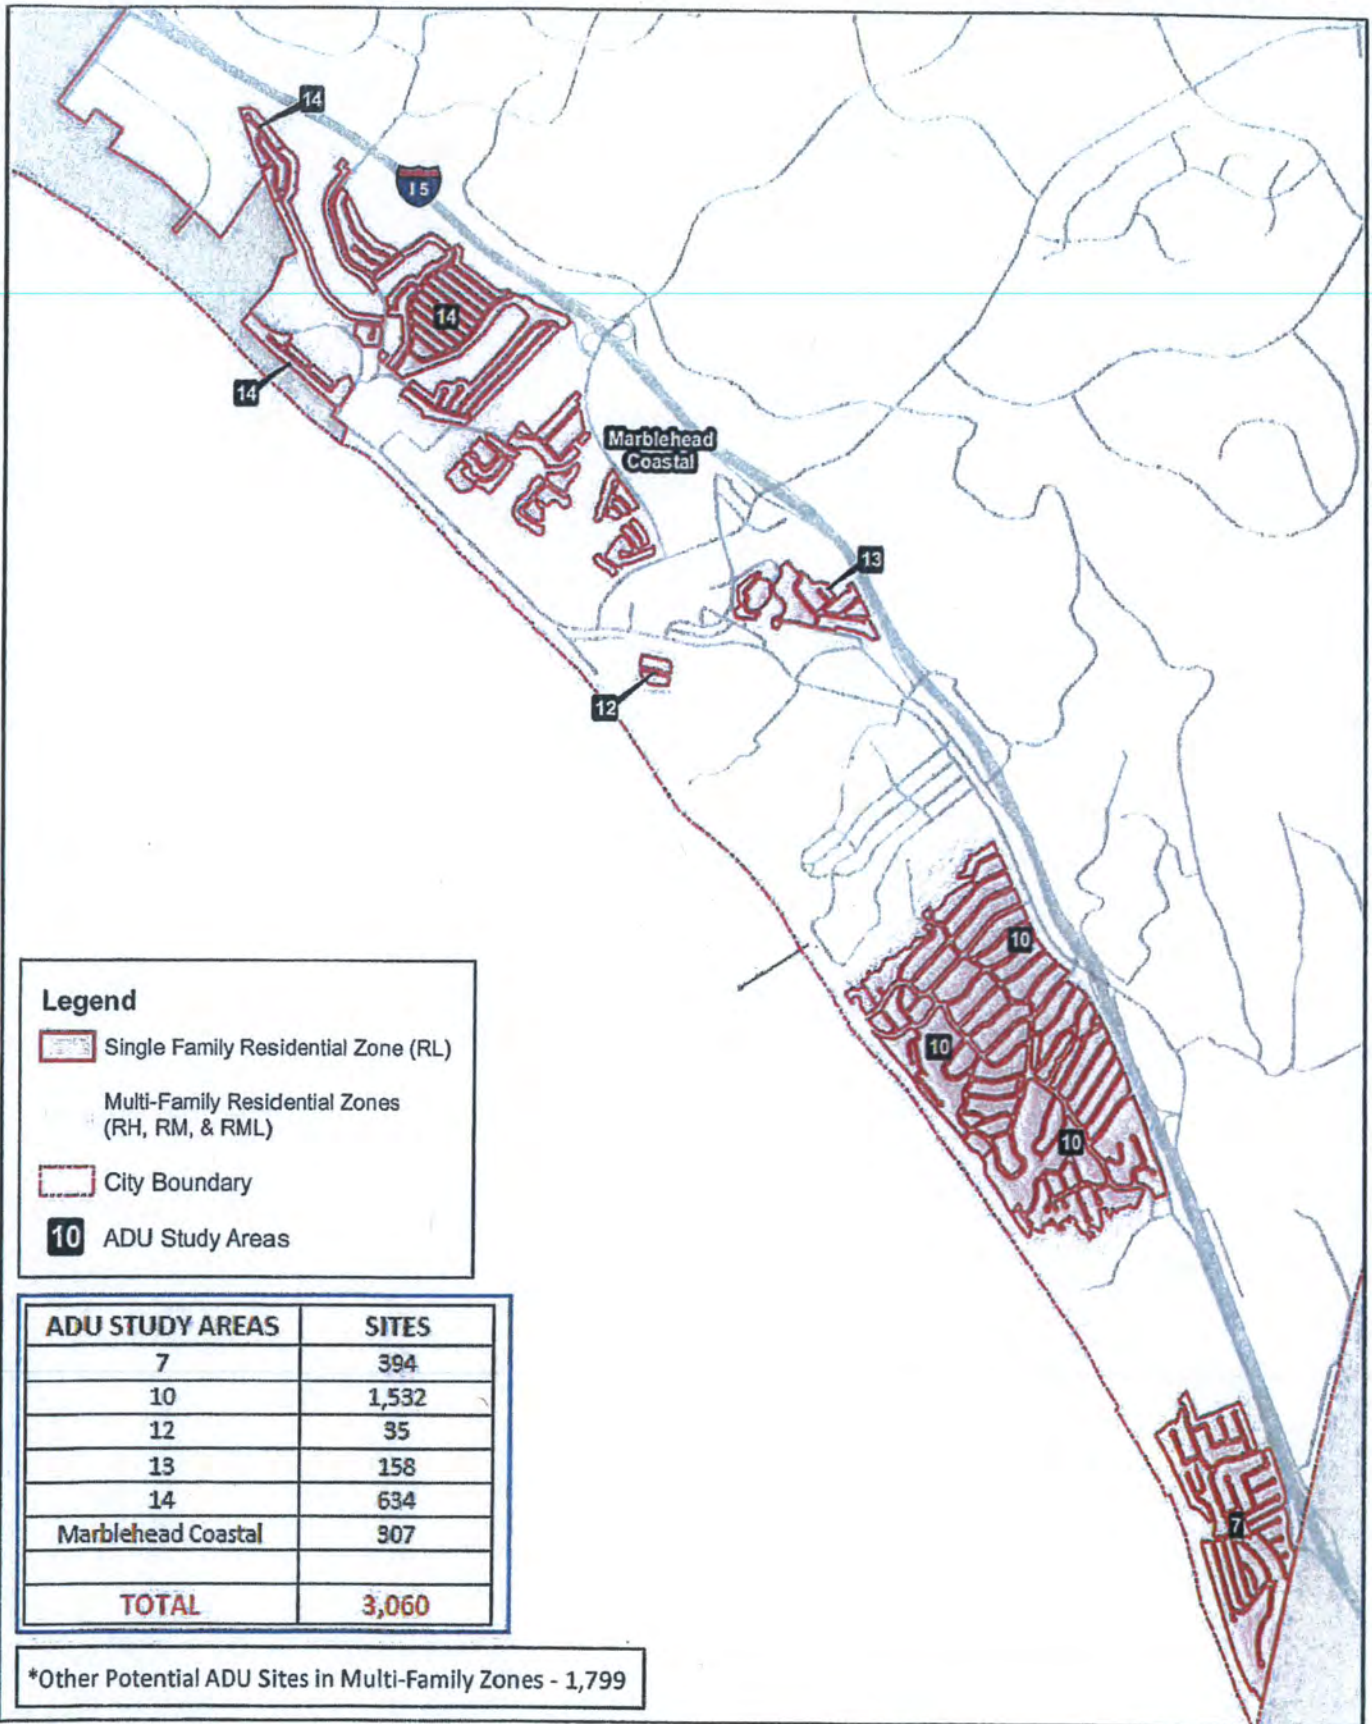 14
I 5
14
14
Marblehead
Coastal
13
12
10
10
10
7
Legend
Single Family Residential Zone (RL)
Multi-Family Residential Zones
(RH, RM, & RML)
City Boundary
10 ADU Study Areas
ADU STUDY AREAS SITES
7 394
10 1,532
12 35
13 158
14 634
Marblehead Coastal 307
TOTAL 3,060
*Other Potential ADU Sites in Multi-Family Zones - 1,799